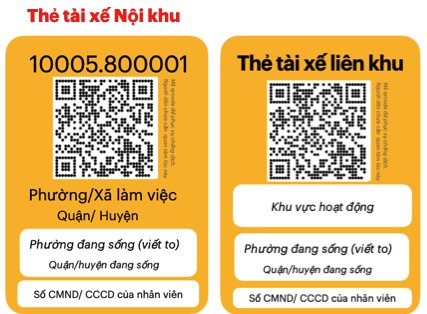 Thẻ tài xế Nội khu
10005.800001
Mã qrcode để phục vụ chống dịch
Người dân chưa cần quan tâm lúc này
Phường/Xã làm việc
Quận/ Huyện
Phường đang sống (viết to)
Quận/huyện đang sống
Số CMND/ CCCD của nhân viên
Thẻ tài xế liên khu
Mã qrcode để phục vụ chống dịch
Người dân chưa cần quan tâm lúc này
Khu vực hoạt động
Phường đang sống (viết to)
Quận/huyện đang sống
Số CMND/ CCCD của nhân viên